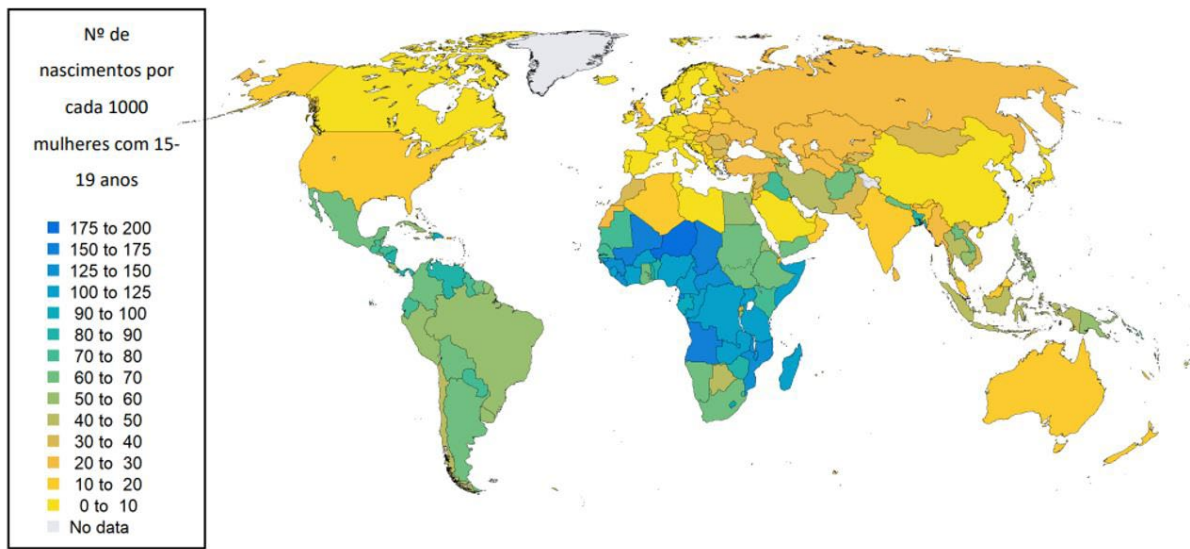 Nº de
nascimentos por
cada 1000
mulheres com 15-
19 anos
175 to 200
150 to 175
125 to 150
100 to 125
90 to 100
80 to 90
70 to 80
60 to 70
50 to 60
40 to 50
30 to 40
20 to 30
10 to 20
0 to 10
No data